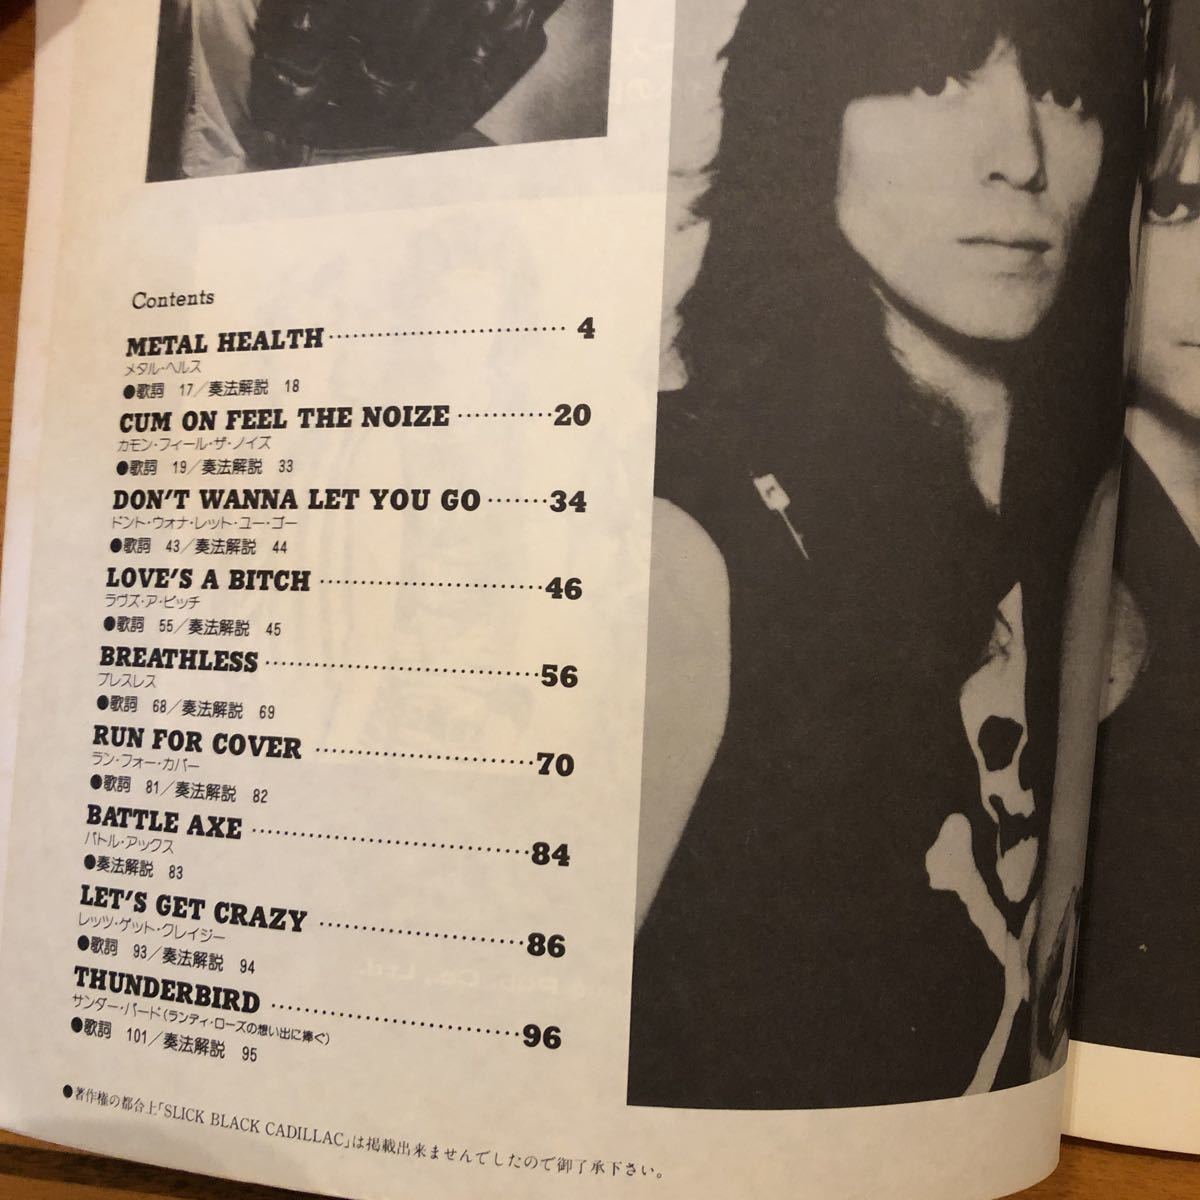 Contents
METAL HEALTH ·························· 4
メタル・ヘルス
●歌詞 17／奏法解説 18
CUM ON FEEL THE NOIZE ··········· 20
カモン・フィール・ザ・ノイズ
●歌詞 19／奏法解説 33
DON'T WANNA LET YOU GO ······· 34
ドント・ウォナ・レット・ユー・ゴー
●歌詞 43／奏法解説 44
LOVE'S A BITCH ························· 46
ラヴズ・ア・ビッチ
●歌詞 55／奏法解説 45
BREATHLESS ······························ 56
ブレスレス
●歌詞 68／奏法解説 69
RUN FOR COVER ························ 70
ラン・フォー・カバー
●歌詞 81／奏法解説 82
BATTLE AXE ······························ 84
バトル・アックス
●奏法解説 83
LET'S GET CRAZY ······················· 86
レッツ・ゲット・クレイジー
●歌詞 93／奏法解説 94
THUNDERBIRD ··························· 96
サンダー・バード(ランディ・ローズの想い出に捧ぐ)
●歌詞 101／奏法解説 95
●著作権の都合上「SLICK BLACK CADILLAC」は掲載出来ませんでしたので御了承下さい。